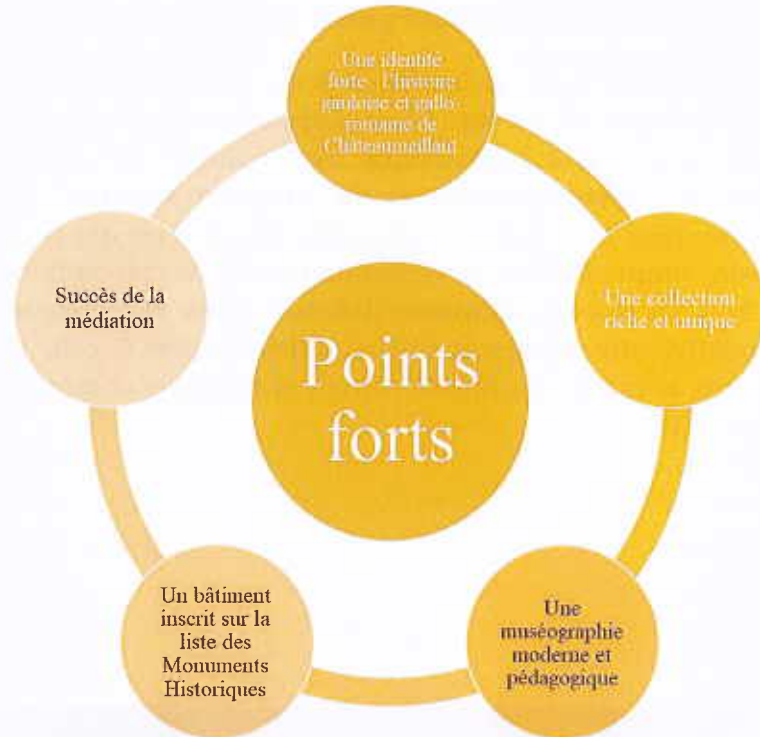 Une identité
forte : l'histoire
gauloise et gallo-
romaine de
Châteaumeillant
Une collection
riche et unique
Une
muséographie
moderne et
pédagogique
Un bâtiment
inscrit sur la
liste des
Monuments
Historiques
Succès de la
médiation
Points
forts